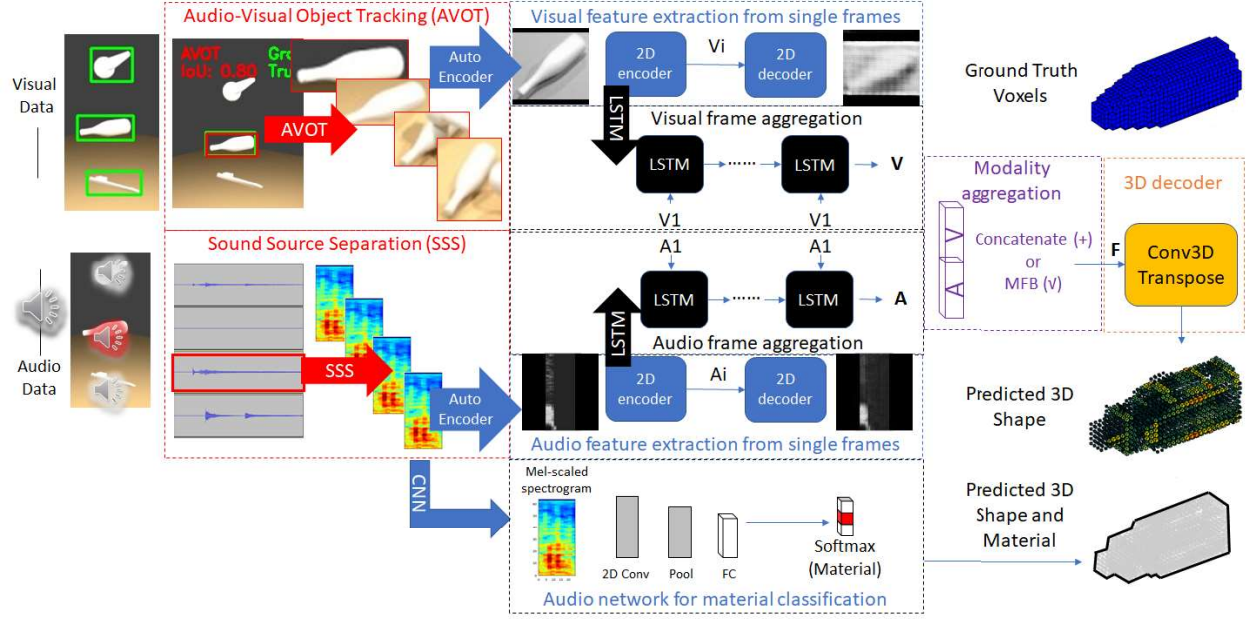 Audio-Visual Object Tracking (AVOT)
Visual feature extraction from single frames
Visual
Data
AVOT
IoU: 0.80
Gro
Tru
AVOT
Auto
Encoder
2D
encoder
Vi
2D
decoder
Ground Truth
Voxels
LSTM
Visual frame aggregation
LSTM
......
LSTM
V
V1
V1
Modality
aggregation
3D decoder
V
A
Concatenate (+)
or
MFB (√)
F
Conv3D
Transpose
Sound Source Separation (SSS)
Audio
Data
SSS
Auto
Encoder
A1
A1
LSTM
......
LSTM
A
LSTM
Audio frame aggregation
2D
encoder
Ai
2D
decoder
Audio feature extraction from single frames
Predicted 3D
Shape
CNN
Mel-scaled
spectrogram
2D Conv
Pool
FC
Softmax
(Material)
Audio network for material classification
Predicted 3D
Shape and
Material